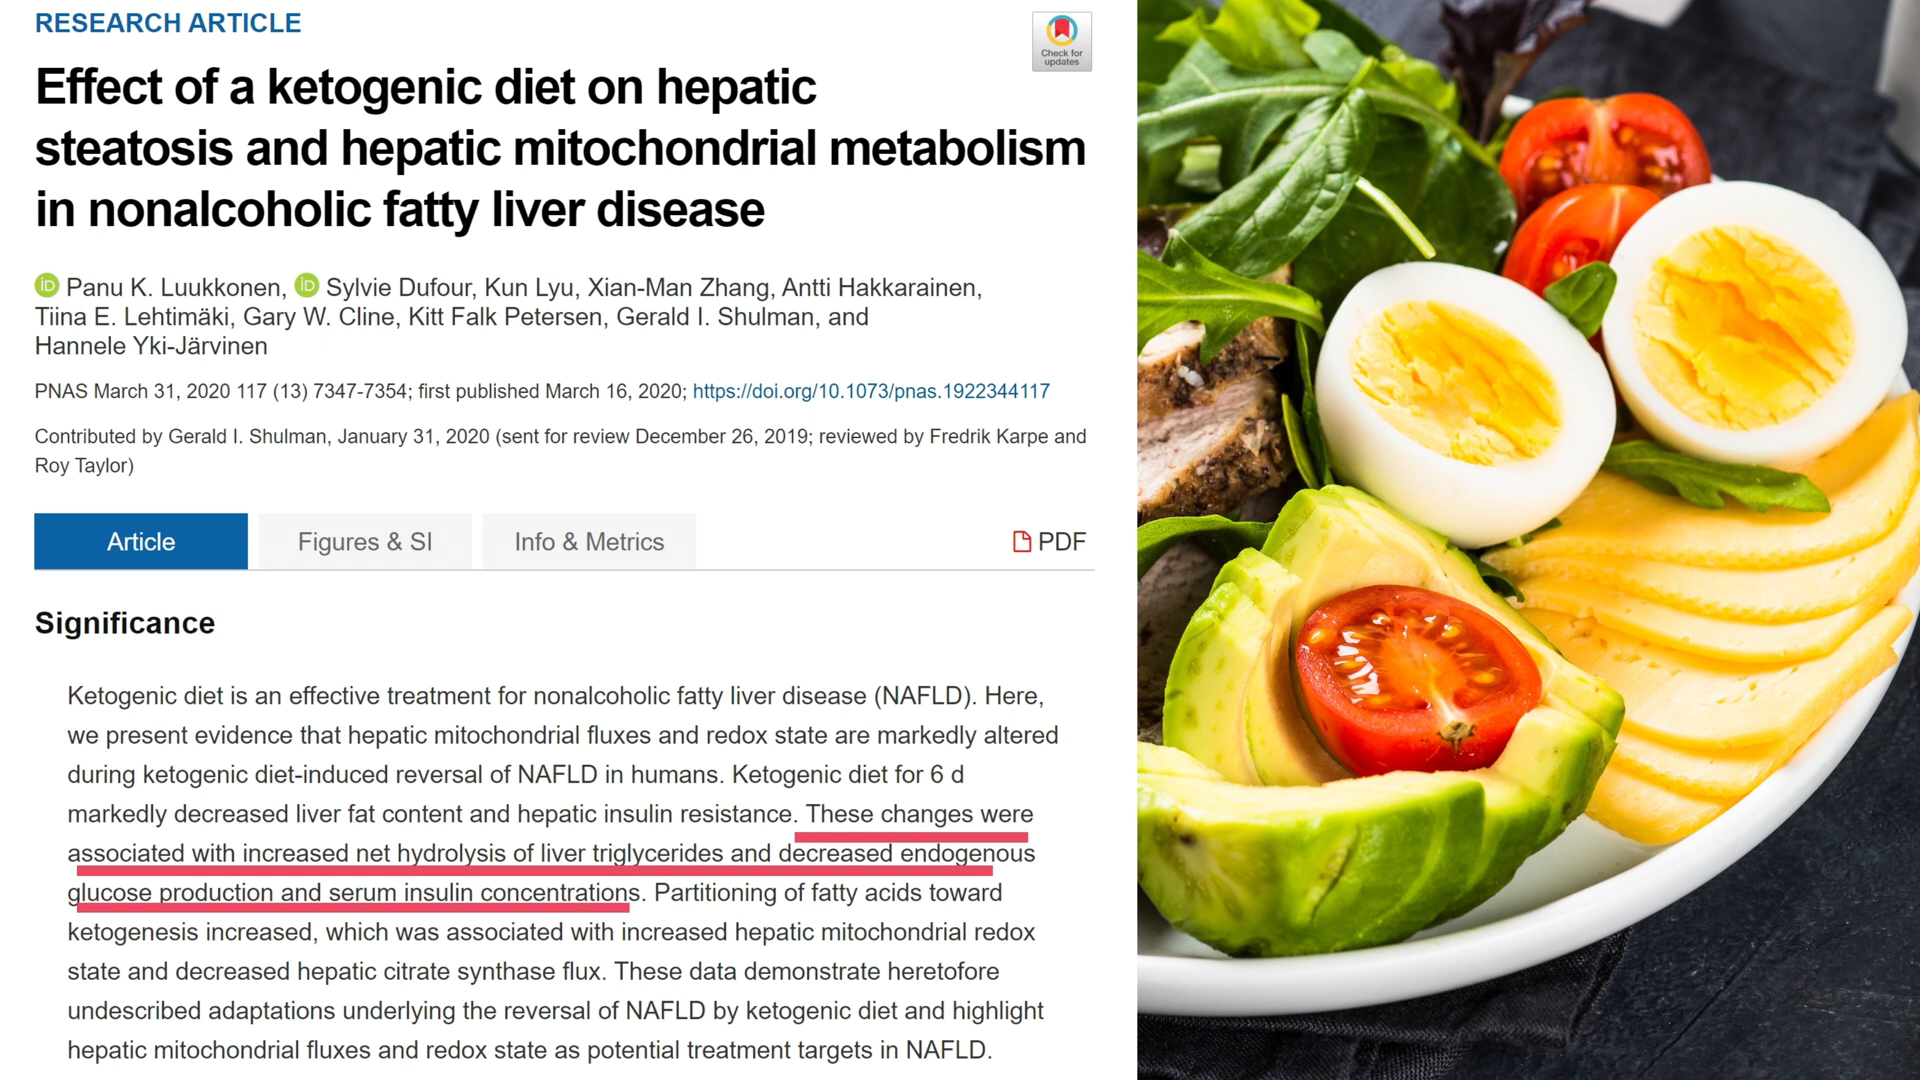 RESEARCH ARTICLE
Check for
updates
Effect of a ketogenic diet on hepatic
steatosis and hepatic mitochondrial metabolism
in nonalcoholic fatty liver disease
iD Panu K. Luukkonen, iD Sylvie Dufour, Kun Lyu, Xian-Man Zhang, Antti Hakkarainen,
Tiina E. Lehtimäki, Gary W. Cline, Kitt Falk Petersen, Gerald I. Shulman, and
Hannele Yki-Järvinen
PNAS March 31, 2020 117 (13) 7347-7354; first published March 16, 2020; https://doi.org/10.1073/pnas.1922344117
Contributed by Gerald I. Shulman, January 31, 2020 (sent for review December 26, 2019; reviewed by Fredrik Karpe and
Roy Taylor)
Article Figures & SI Info & Metrics PDF
Significance
Ketogenic diet is an effective treatment for nonalcoholic fatty liver disease (NAFLD). Here,
we present evidence that hepatic mitochondrial fluxes and redox state are markedly altered
during ketogenic diet-induced reversal of NAFLD in humans. Ketogenic diet for 6 d
markedly decreased liver fat content and hepatic insulin resistance. These changes were
associated with increased net hydrolysis of liver triglycerides and decreased endogenous
glucose production and serum insulin concentrations. Partitioning of fatty acids toward
ketogenesis increased, which was associated with increased hepatic mitochondrial redox
state and decreased hepatic citrate synthase flux. These data demonstrate heretofore
undescribed adaptations underlying the reversal of NAFLD by ketogenic diet and highlight
hepatic mitochondrial fluxes and redox state as potential treatment targets in NAFLD.